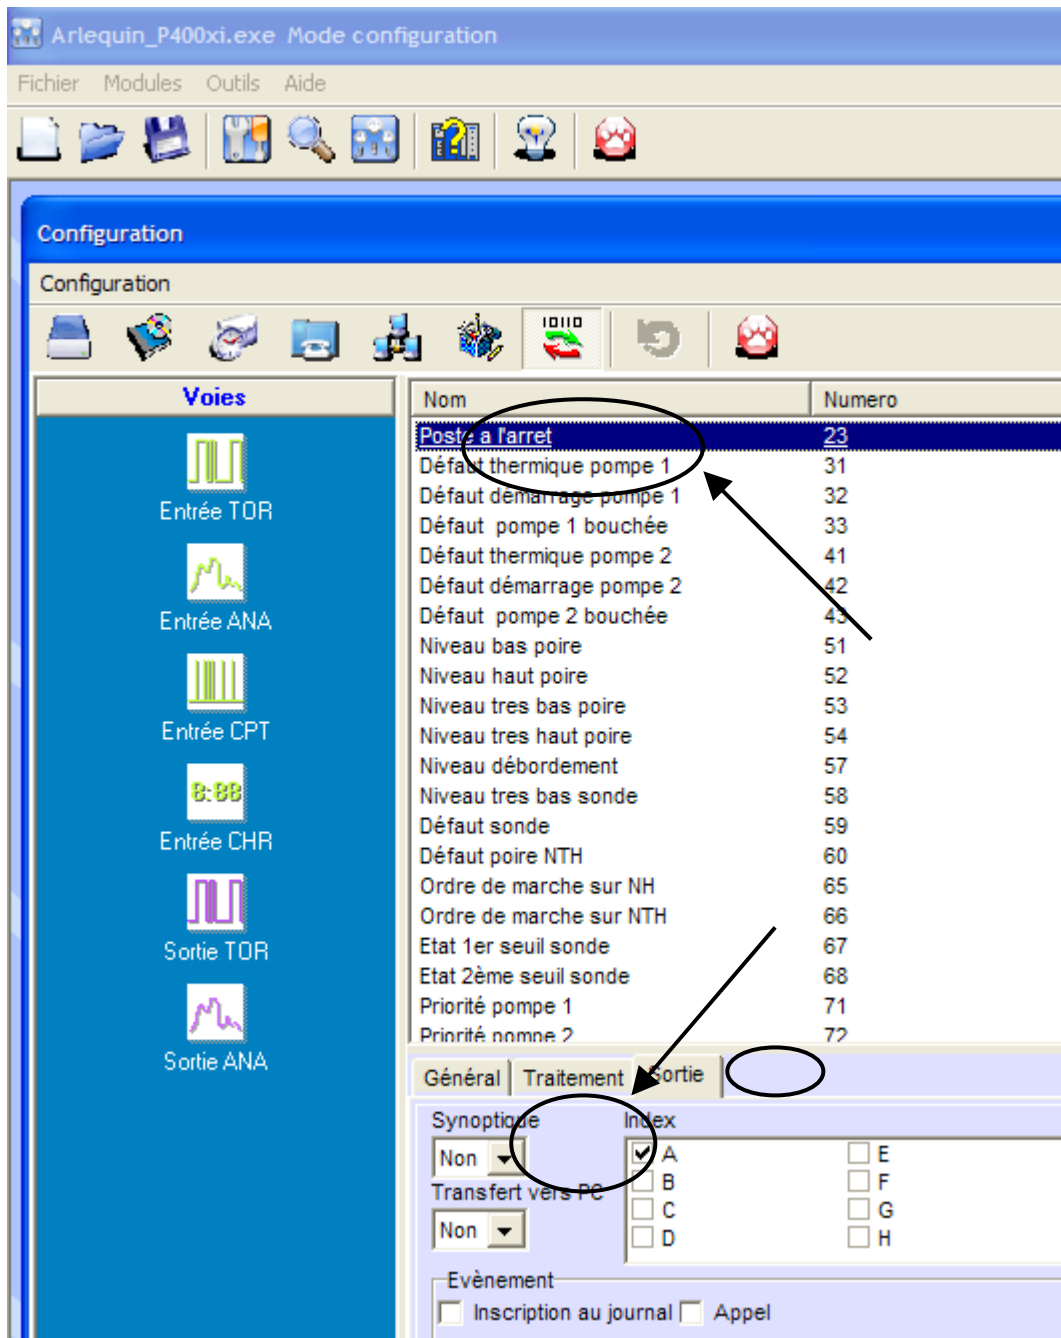 Arlequin_P400xi.exe Mode configuration
Fichier Modules Outils Aide
Configuration
Configuration
10110
Voies
Nom Numero
Poste a l'arret 23
Défaut thermique pompe 1 31
Défaut démarrage pompe 1 32
Défaut pompe 1 bouchée 33
Défaut thermique pompe 2 41
Défaut démarrage pompe 2 42
Défaut pompe 2 bouchée 43
Niveau bas poire 51
Niveau haut poire 52
Niveau tres bas poire 53
Niveau tres haut poire 54
Niveau débordement 57
Niveau tres bas sonde 58
Défaut sonde 59
Défaut poire NTH 60
Ordre de marche sur NH 65
Ordre de marche sur NTH 66
Etat 1er seuil sonde 67
Etat 2ème seuil sonde 68
Priorité pompe 1 71
Priorité pompe 2 72
Entrée TOR
Entrée ANA
Entrée CPT
8:88
Entrée CHR
Sortie TOR
Sortie ANA
Général Traitement Sortie
Synoptique Index
Non A E
B F
Transfert vers PC
C G
Non D H
Evènement
Inscription au journal Appel